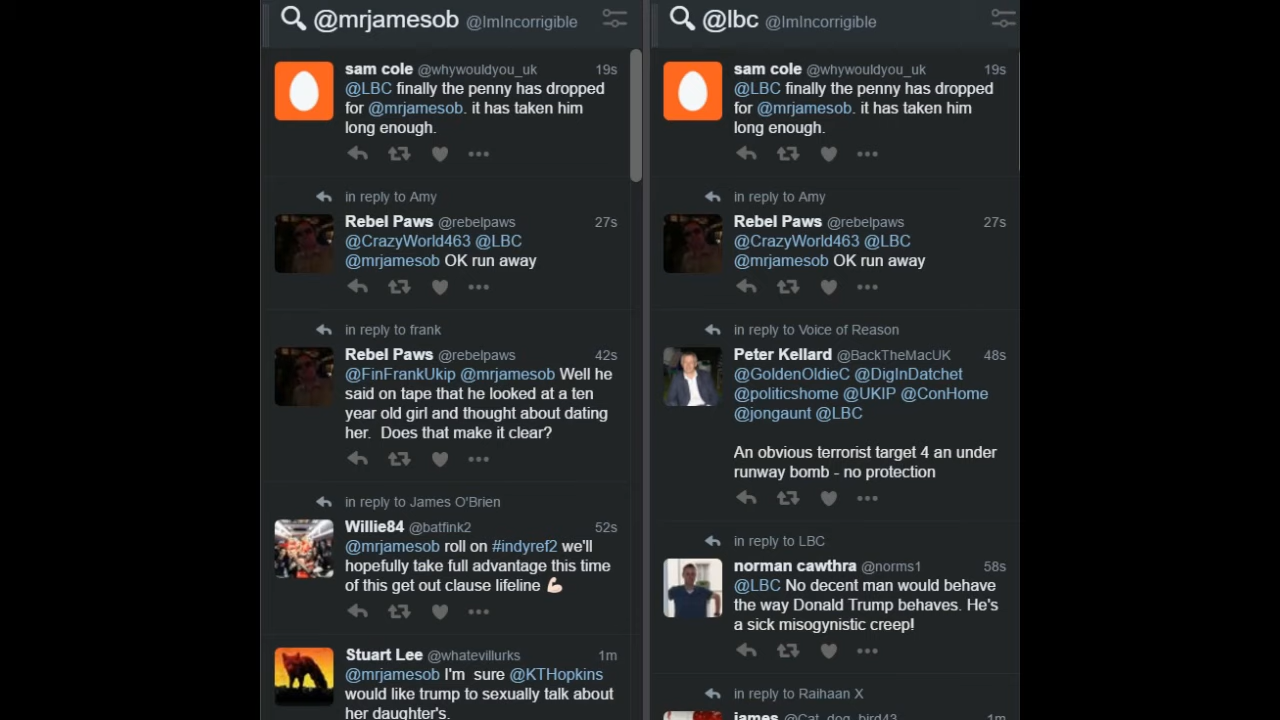 @mrjamesob @ImIncorrigible
sam cole @whywouldyou_uk 19s
@LBC finally the penny has dropped
for @mrjamesob. it has taken him
long enough.
in reply to Amy
Rebel Paws @rebelpaws 27s
@CrazyWorld463 @LBC
@mrjamesob OK run away
in reply to frank
Rebel Paws @rebelpaws 42s
@FinFrankUkip @mrjamesob Well he
said on tape that he looked at a ten
year old girl and thought about dating
her.  Does that make it clear?
in reply to James O'Brien
Willie84 @batfink2 52s
@mrjamesob roll on #indyref2 we'll
hopefully take full advantage this time
of this get out clause lifeline 💪🏻
Stuart Lee @whatevillurks 1m
@mrjamesob I'm  sure @KTHopkins
would like trump to sexually talk about
her daughter's.
@lbc @ImIncorrigible
sam cole @whywouldyou_uk 19s
@LBC finally the penny has dropped
for @mrjamesob. it has taken him
long enough.
in reply to Amy
Rebel Paws @rebelpaws 27s
@CrazyWorld463 @LBC
@mrjamesob OK run away
in reply to Voice of Reason
Peter Kellard @BackTheMacUK 48s
@GoldenOldieC @DigInDatchet
@politicshome @UKIP @ConHome
@jongaunt @LBC
An obvious terrorist target 4 an under
runway bomb - no protection
in reply to LBC
norman cawthra @norms1 58s
@LBC No decent man would behave
the way Donald Trump behaves. He's
a sick misogynistic creep!
in reply to Raihaan X
james @Cat_dog_bird43 1m